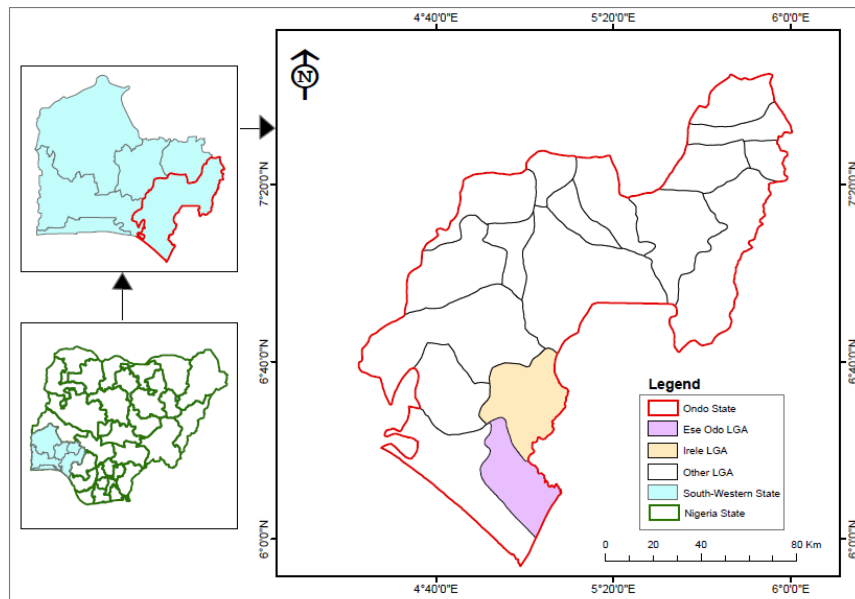 4°40'0"E 5°20'0"E 6°0'0"E
N
7°20'0"N 7°20'0"N
6°40'0"N 6°40'0"N
6°0'0"N 6°0'0"N
Legend
Ondo State
Ese Odo LGA
Irele LGA
Other LGA
South-Western State
Nigeria State
0 20 40 60 80 Km
4°40'0"E 5°20'0"E 6°0'0"E